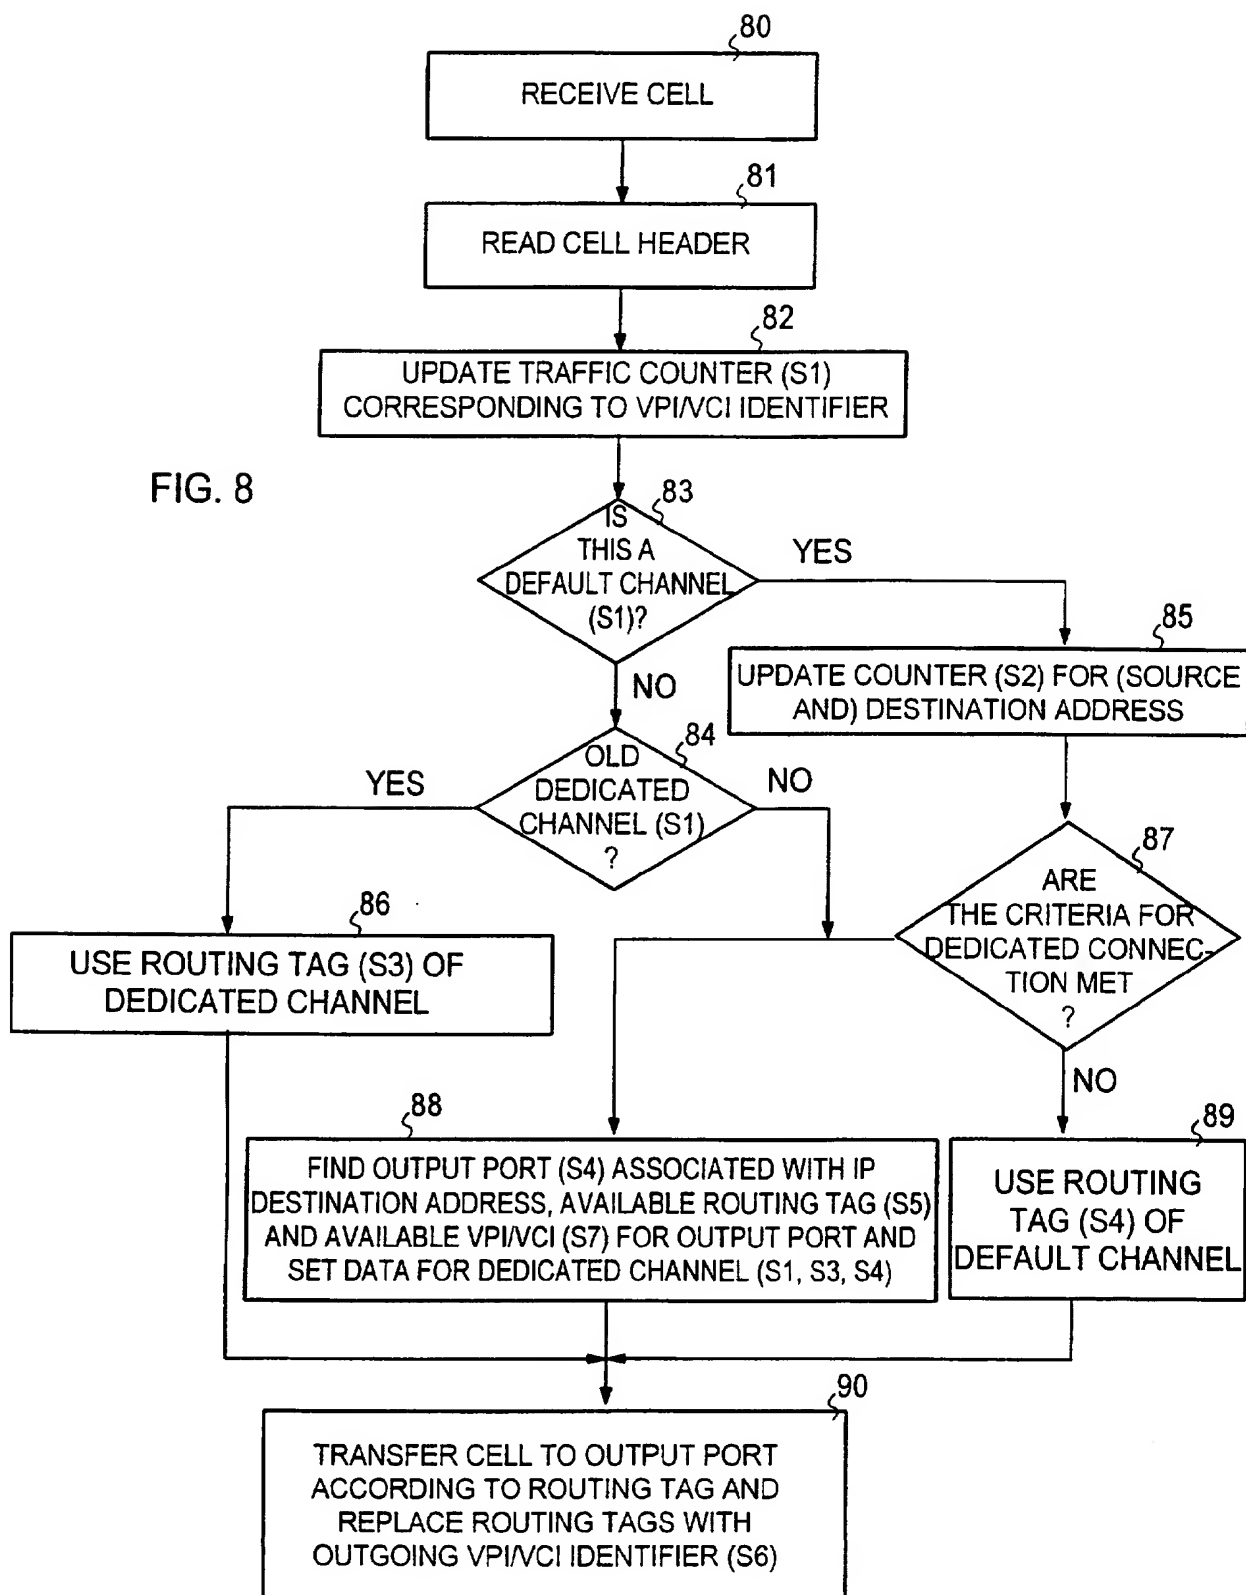 80
RECEIVE CELL
81
READ CELL HEADER
82
UPDATE TRAFFIC COUNTER (S1)
CORRESPONDING TO VPI/VCI IDENTIFIER
FIG. 8
83
IS
THIS A
DEFAULT CHANNEL
(S1)?
YES
NO
85
UPDATE COUNTER (S2) FOR (SOURCE
AND) DESTINATION ADDRESS
84
OLD
DEDICATED
CHANNEL (S1)
?
YES
NO
87
ARE
THE CRITERIA FOR
DEDICATED CONNEC-
TION MET
?
NO
86
USE ROUTING TAG (S3) OF
DEDICATED CHANNEL
88
FIND OUTPUT PORT (S4) ASSOCIATED WITH IP
DESTINATION ADDRESS, AVAILABLE ROUTING TAG (S5)
AND AVAILABLE VPI/VCI (S7) FOR OUTPUT PORT AND
SET DATA FOR DEDICATED CHANNEL (S1, S3, S4)
89
USE ROUTING
TAG (S4) OF
DEFAULT CHANNEL
90
TRANSFER CELL TO OUTPUT PORT
ACCORDING TO ROUTING TAG AND
REPLACE ROUTING TAGS WITH
OUTGOING VPI/VCI IDENTIFIER (S6)